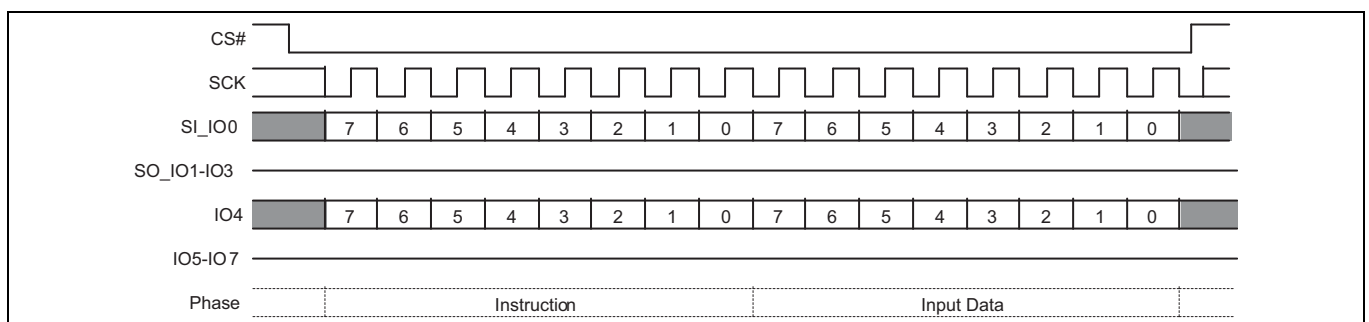 CS#
SCK
SI_IO0 7 6 5 4 3 2 1 0 7 6 5 4 3 2 1 0
SO_IO1-IO3
IO4 7 6 5 4 3 2 1 0 7 6 5 4 3 2 1 0
IO5-IO7
Phase Instruction Input Data